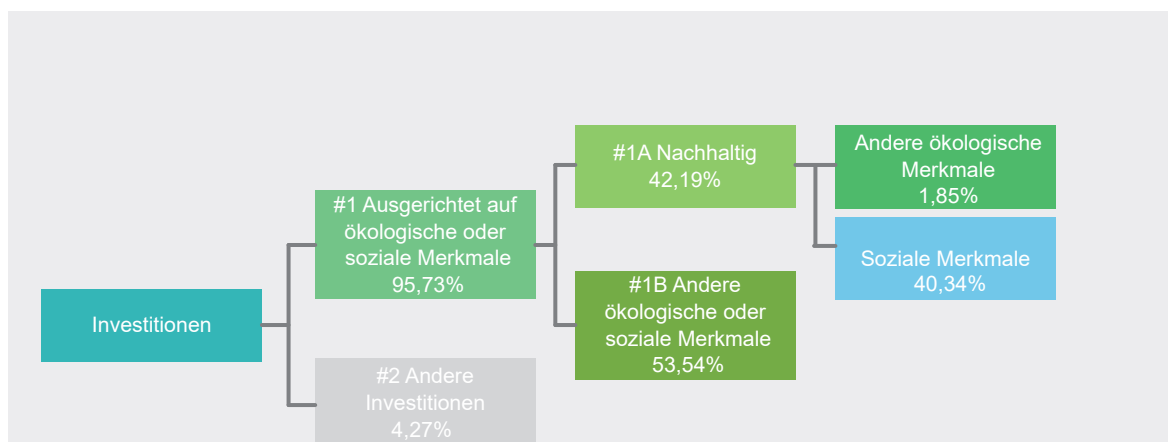 Investitionen
#1 Ausgerichtet auf
ökologische oder
soziale Merkmale
95,73%
#2 Andere
Investitionen
4,27%
#1A Nachhaltig
42,19%
#1B Andere
ökologische oder
soziale Merkmale
53,54%
Andere ökologische
Merkmale
1,85%
Soziale Merkmale
40,34%